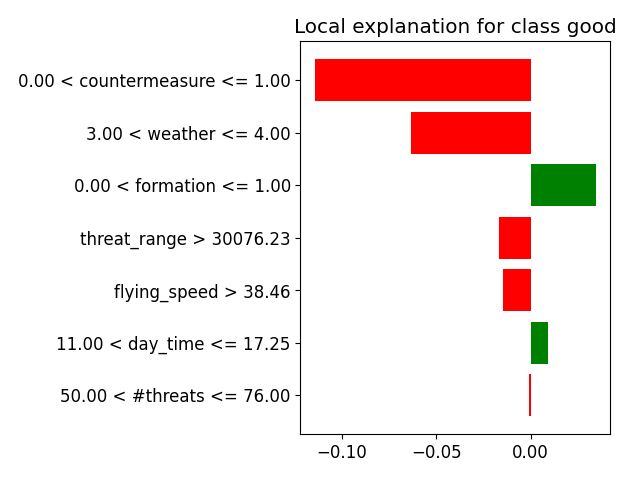 Local explanation for class good
0.00 < countermeasure <= 1.00
3.00 < weather <= 4.00
0.00 < formation <= 1.00
threat_range > 30076.23
flying_speed > 38.46
11.00 < day_time <= 17.25
50.00 < #threats <= 76.00
−0.10 −0.05 0.00